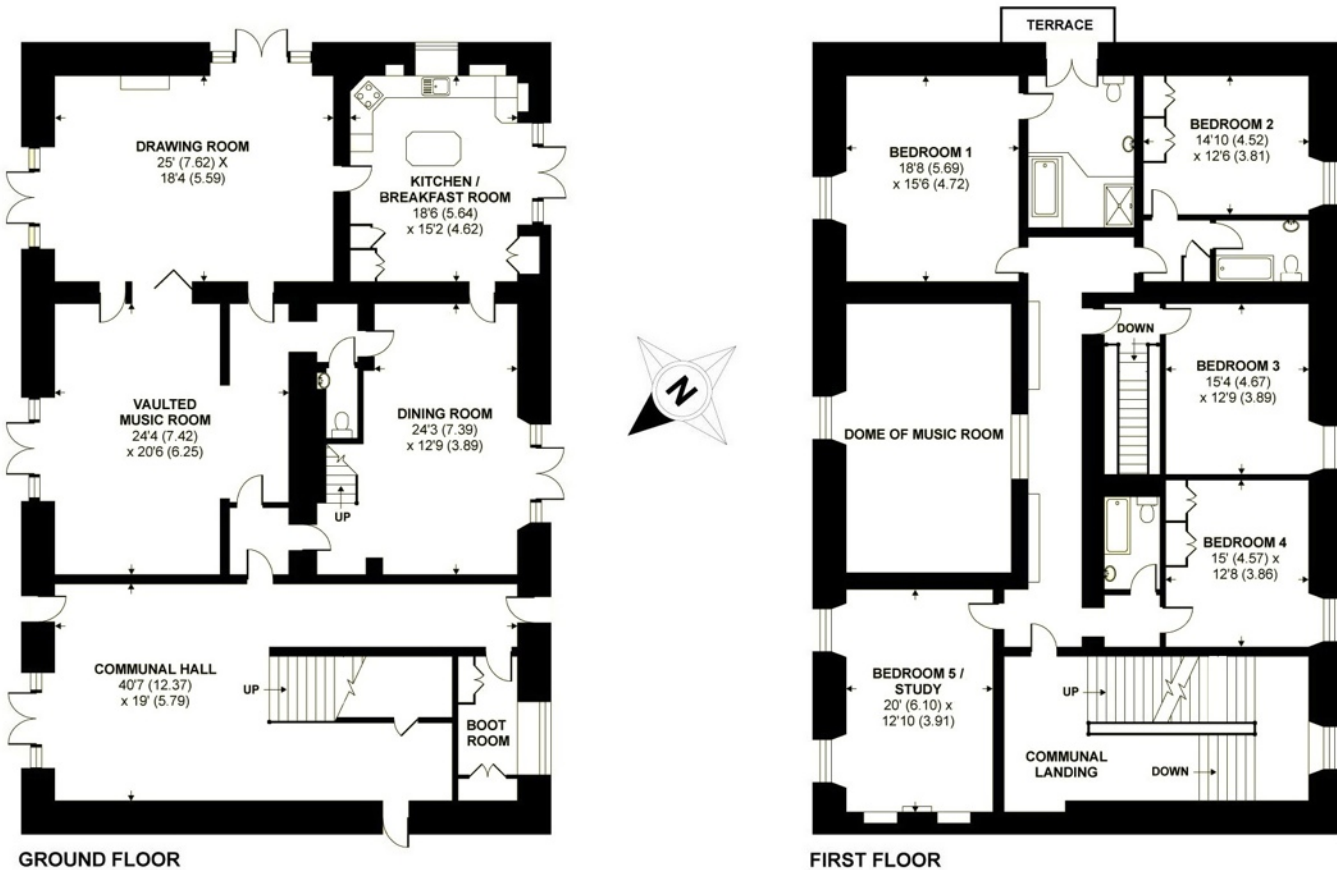 DRAWING ROOM
25' (7.62) X
18'4 (5.59)
KITCHEN /
BREAKFAST ROOM
18'6 (5.64)
x 15'2 (4.62)
VAULTED
MUSIC ROOM
24'4 (7.42)
x 20'6 (6.25)
DINING ROOM
24'3 (7.39)
x 12'9 (3.89)
UP
COMMUNAL HALL
40'7 (12.37)
x 19' (5.79)
UP
BOOT
ROOM
GROUND FLOOR
N
TERRACE
BEDROOM 1
18'8 (5.69)
x 15'6 (4.72)
BEDROOM 2
14'10 (4.52)
x 12'6 (3.81)
DOWN
BEDROOM 3
15'4 (4.67)
x 12'9 (3.89)
DOME OF MUSIC ROOM
BEDROOM 4
15' (4.57) x
12'8 (3.86)
BEDROOM 5 /
STUDY
20' (6.10) x
12'10 (3.91)
UP
COMMUNAL
LANDING
DOWN
FIRST FLOOR